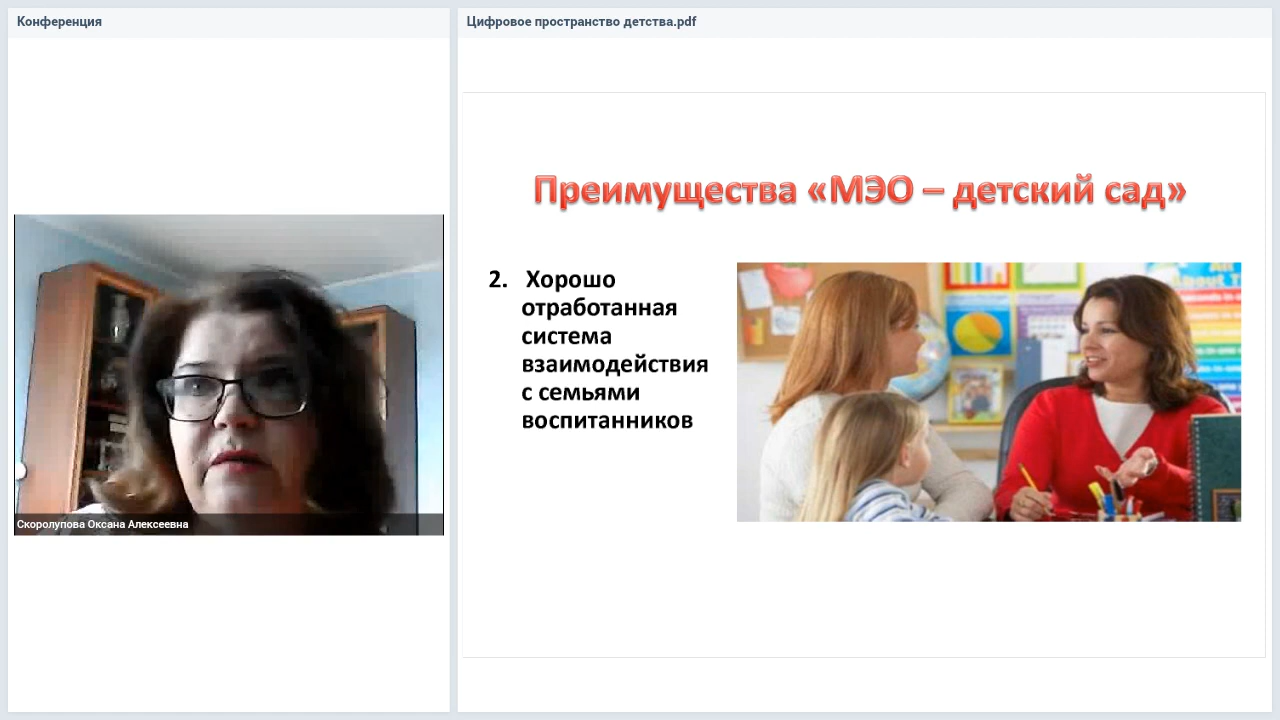 Конференция
Цифровое пространство детства.pdf
Преимущества «МЭО – детский сад»
2. Хорошо
отработанная
система
взаимодействия
с семьями
воспитанников
Скоролупова Оксана Алексеевна